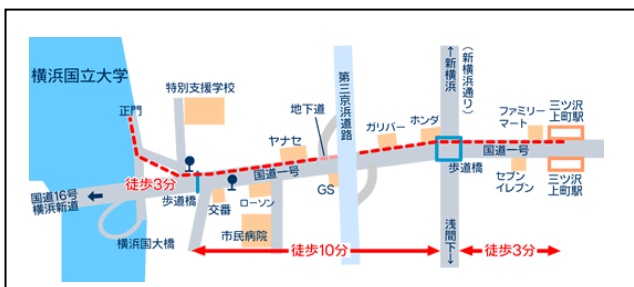 横浜国立大学
正門
特別支援学校
地下道
ヤナセ
第三京浜道路
ガリバー
ホンダ
↑新横浜
(新横浜通り)
ファミリー
マート
三ツ沢
上町駅
国道一号
徒歩3分
国道一号
歩道橋
セブン
イレブン
三ツ沢
上町駅
国道16号
横浜新道
歩道橋
交番
ローソン
GS
横浜国大橋
市民病院
浅間下↓
徒歩10分
徒歩3分